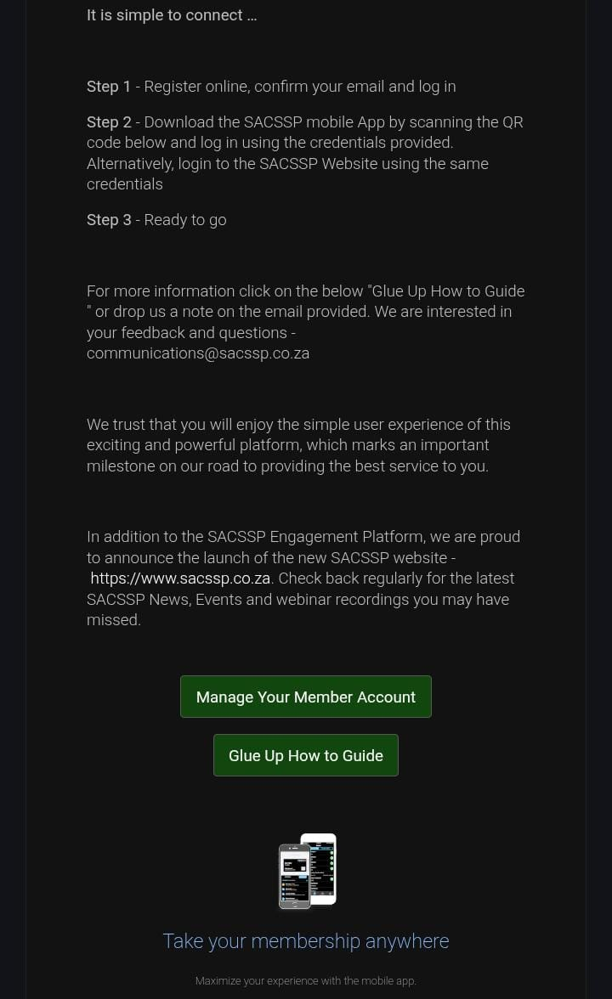 It is simple to connect ...
Step 1 - Register online, confirm your email and log in
Step 2 - Download the SACSSP mobile App by scanning the QR
code below and log in using the credentials provided.
Alternatively, login to the SACSSP Website using the same
credentials
Step 3 - Ready to go
For more information click on the below "Glue Up How to Guide
" or drop us a note on the email provided. We are interested in
your feedback and questions -
communications@sacssp.co.za
We trust that you will enjoy the simple user experience of this
exciting and powerful platform, which marks an important
milestone on our road to providing the best service to you.
In addition to the SACSSP Engagement Platform, we are proud
to announce the launch of the new SACSSP website -
https://www.sacssp.co.za. Check back regularly for the latest
SACSSP News, Events and webinar recordings you may have
missed.
Manage Your Member Account
Glue Up How to Guide
Take your membership anywhere
Maximize your experience with the mobile app.